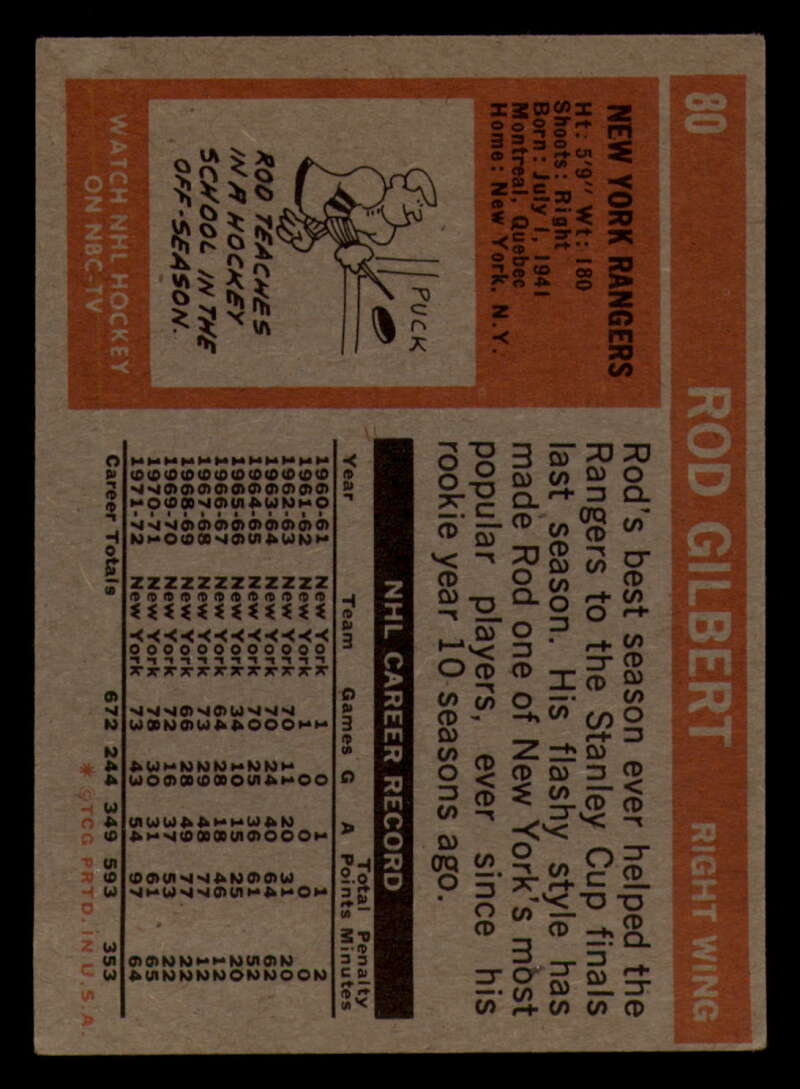 80 ROD GILBERT RIGHT WING
NEW YORK RANGERS
Ht: 5'9" Wt: 180
Shoots: Right
Born: July 1, 1941
Montreal, Quebec
Home: New York, N.Y.
PUCK
ROD TEACHES
IN A HOCKEY
SCHOOL IN THE
OFF-SEASON.
WATCH NHL HOCKEY
ON NBC-TV
Rod's best season ever helped the
Rangers to the Stanley Cup finals
last season. His flashy style has
made Rod one of New York's most
popular players, ever since his
rookie year 10 seasons ago.
NHL CAREER RECORD
Year Team Games G A Total Points Penalty Minutes
1960-61 New York 1 0 1 1 2
1961-62 New York 1 0 0 0 0
1962-63 New York 70 11 20 31 20
1963-64 New York 70 24 40 64 62
1964-65 New York 70 25 36 61 52
1965-66 New York 34 10 15 25 20
1966-67 New York 64 28 18 46 12
1967-68 New York 73 29 48 77 12
1968-69 New York 66 28 49 77 22
1969-70 New York 72 16 37 53 22
1970-71 New York 78 30 31 61 65
1971-72 New York 73 43 54 97 64
Career Totals 672 244 349 593 353
* ©TCG PRTD. IN U.S.A.